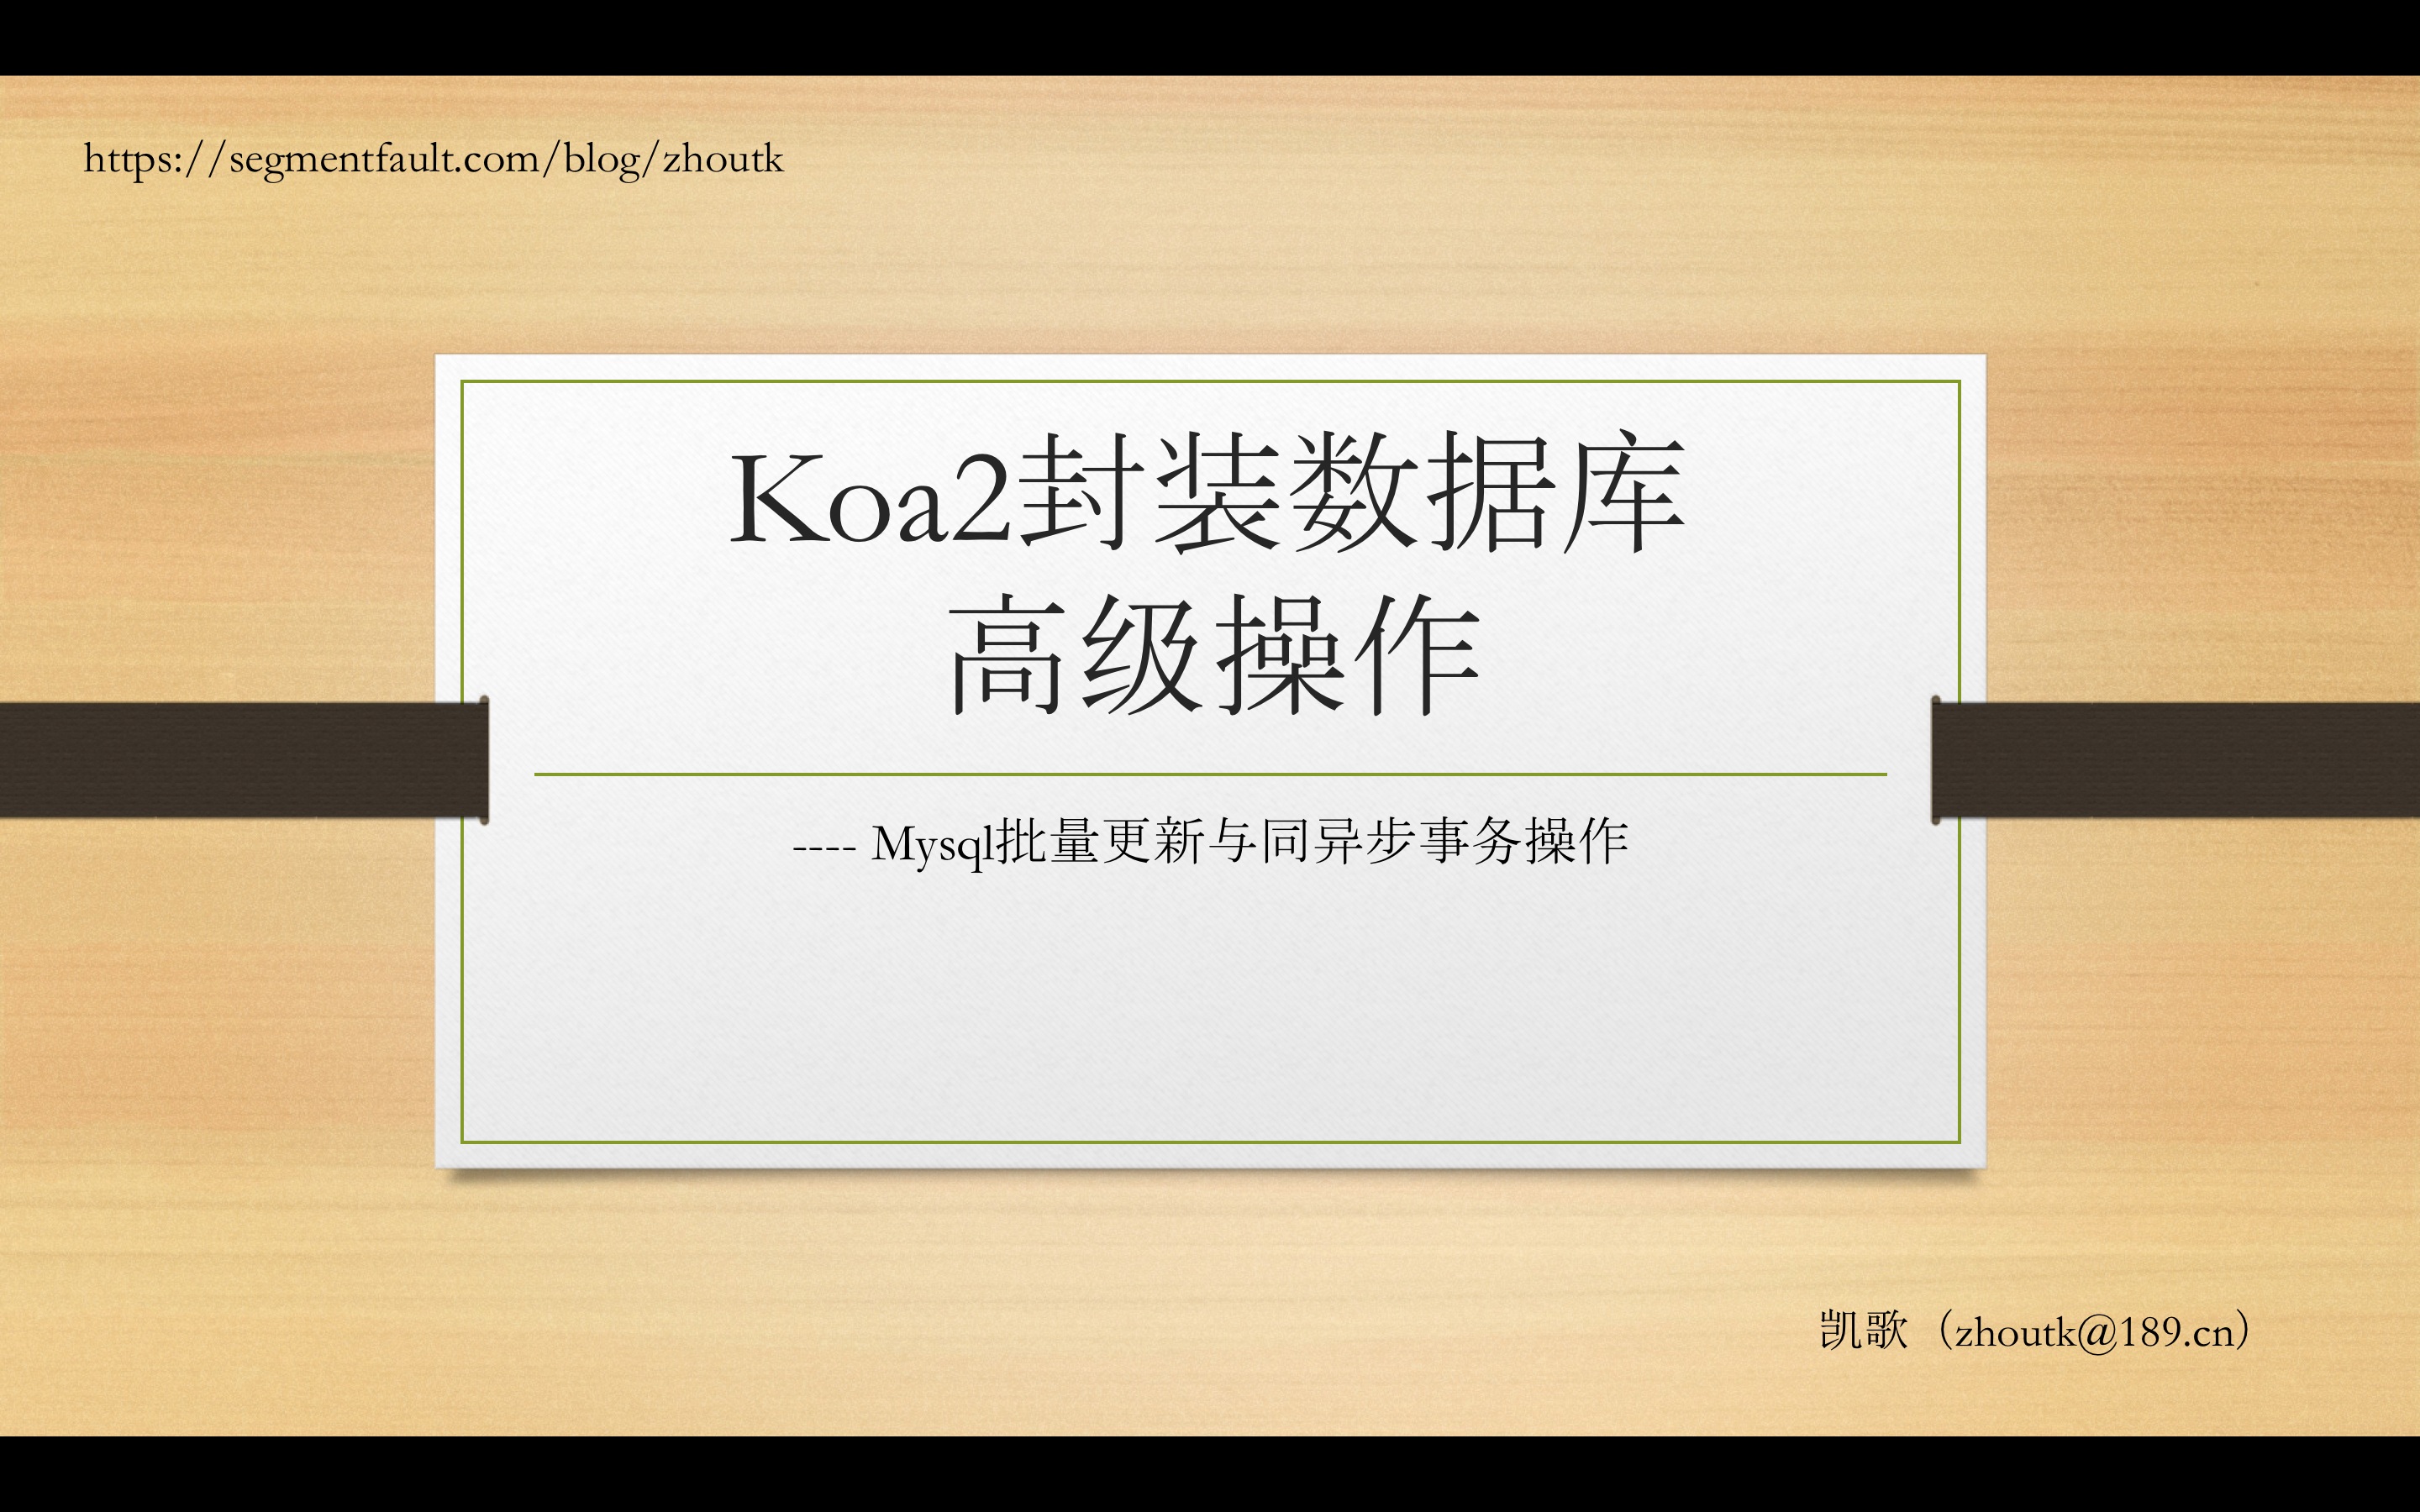 https://segmentfault.com/blog/zhoutk
Koa2封装数据库
高级操作
---- Mysql批量更新与同异步事务操作
凯歌（zhoutk@189.cn）